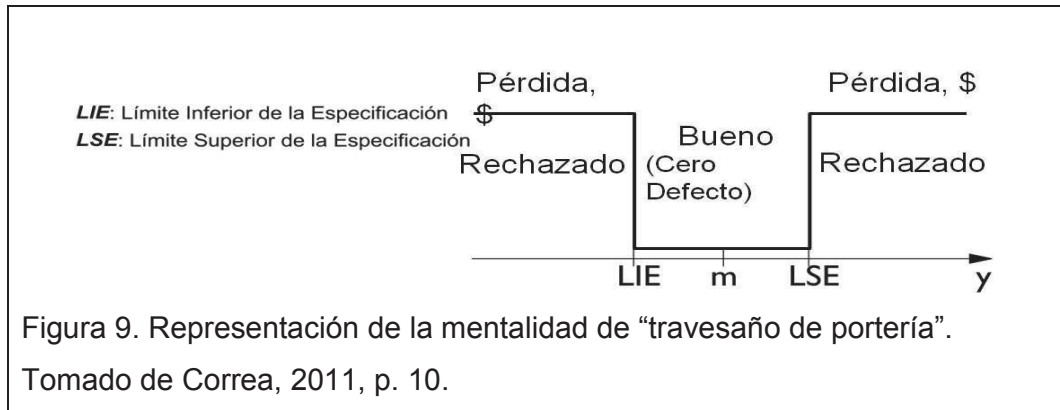 Pérdida, Pérdida, $
LIE: Límite Inferior de la Especificación $
LSE: Límite Superior de la Especificación Bueno
Rechazado (Cero Rechazado
Defecto)
LIE m LSE y
Figura 9. Representación de la mentalidad de “travesaño de portería”.
Tomado de Correa, 2011, p. 10.